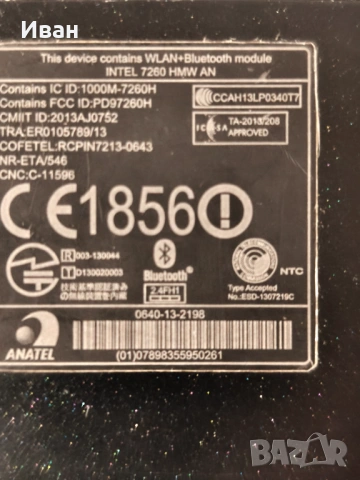 Иван
This device contains WLAN+Bluetooth module
INTEL 7260 HMW AN
Contains IC ID:1000M-7260H
Contains FCC ID:PD97260H
CMIIT ID:2013AJ0752
TRA:ER0105789/13
COFETEL:RCPIN7213-0643
NR-ETA/546
CNC:C-11596
CCAH13LP0340T7
ICASA
TA-2013/208
APPROVED
CE1856
R 003-130044
D130020003
Bluetooth
2.4FH1
NTC
Type Accepted
No.:ESD-1307219C
0640-13-2198
ANATEL
(01)07898355950261
BAZAR